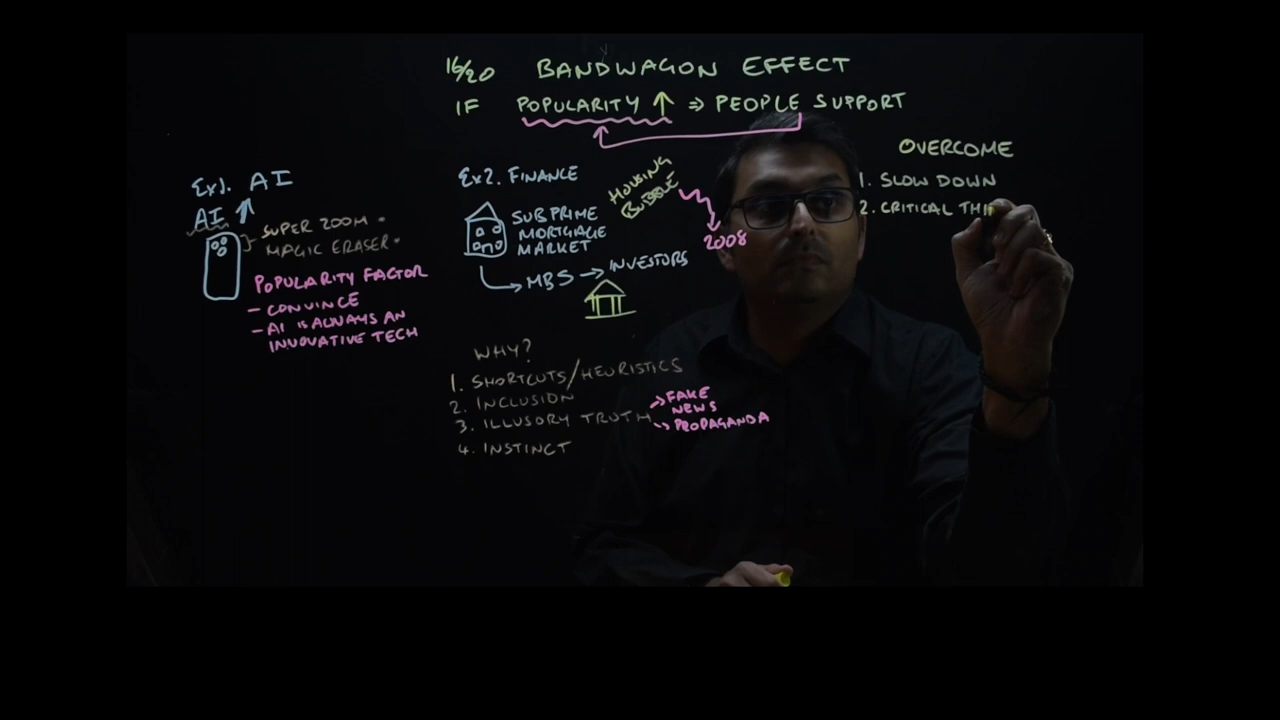 16/20 BANDWAGON EFFECT
IF POPULARITY ↑ ⇒ PEOPLE SUPPORT
Ex1. AI
AI ↑
SUPER ZOOM
MAGIC ERASER
POPULARITY FACTOR
- CONVINCE
- AI IS ALWAYS AN
INNOVATIVE TECH
Ex2. FINANCE
SUBPRIME
MORTGAGE
MARKET
MBS → INVESTORS
HOUSING
BUBBLE
2008
WHY?
1. SHORTCUTS/HEURISTICS
2. INCLUSION
3. ILLUSORY TRUTH
→ FAKE
NEWS
→ PROPAGANDA
4. INSTINCT
OVERCOME
1. SLOW DOWN
2. CRITICAL THI